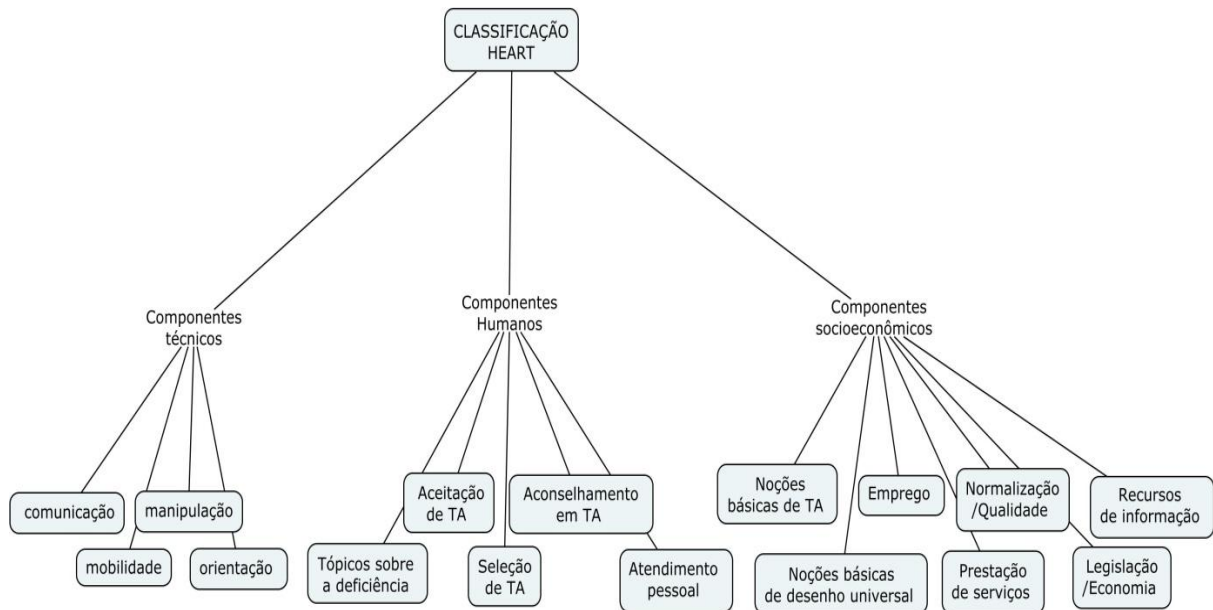 CLASSIFICAÇÃO
HEART
Componentes
técnicos
Componentes
Humanos
Componentes
socioeconômicos
comunicação
manipulação
mobilidade
orientação
Aceitação
de TA
Aconselhamento
em TA
Tópicos sobre
a deficiência
Seleção
de TA
Atendimento
pessoal
Noções
básicas de TA
Emprego
Normalização
/Qualidade
Recursos
de informação
Noções básicas
de desenho universal
Prestação
de serviços
Legislação
/Economia